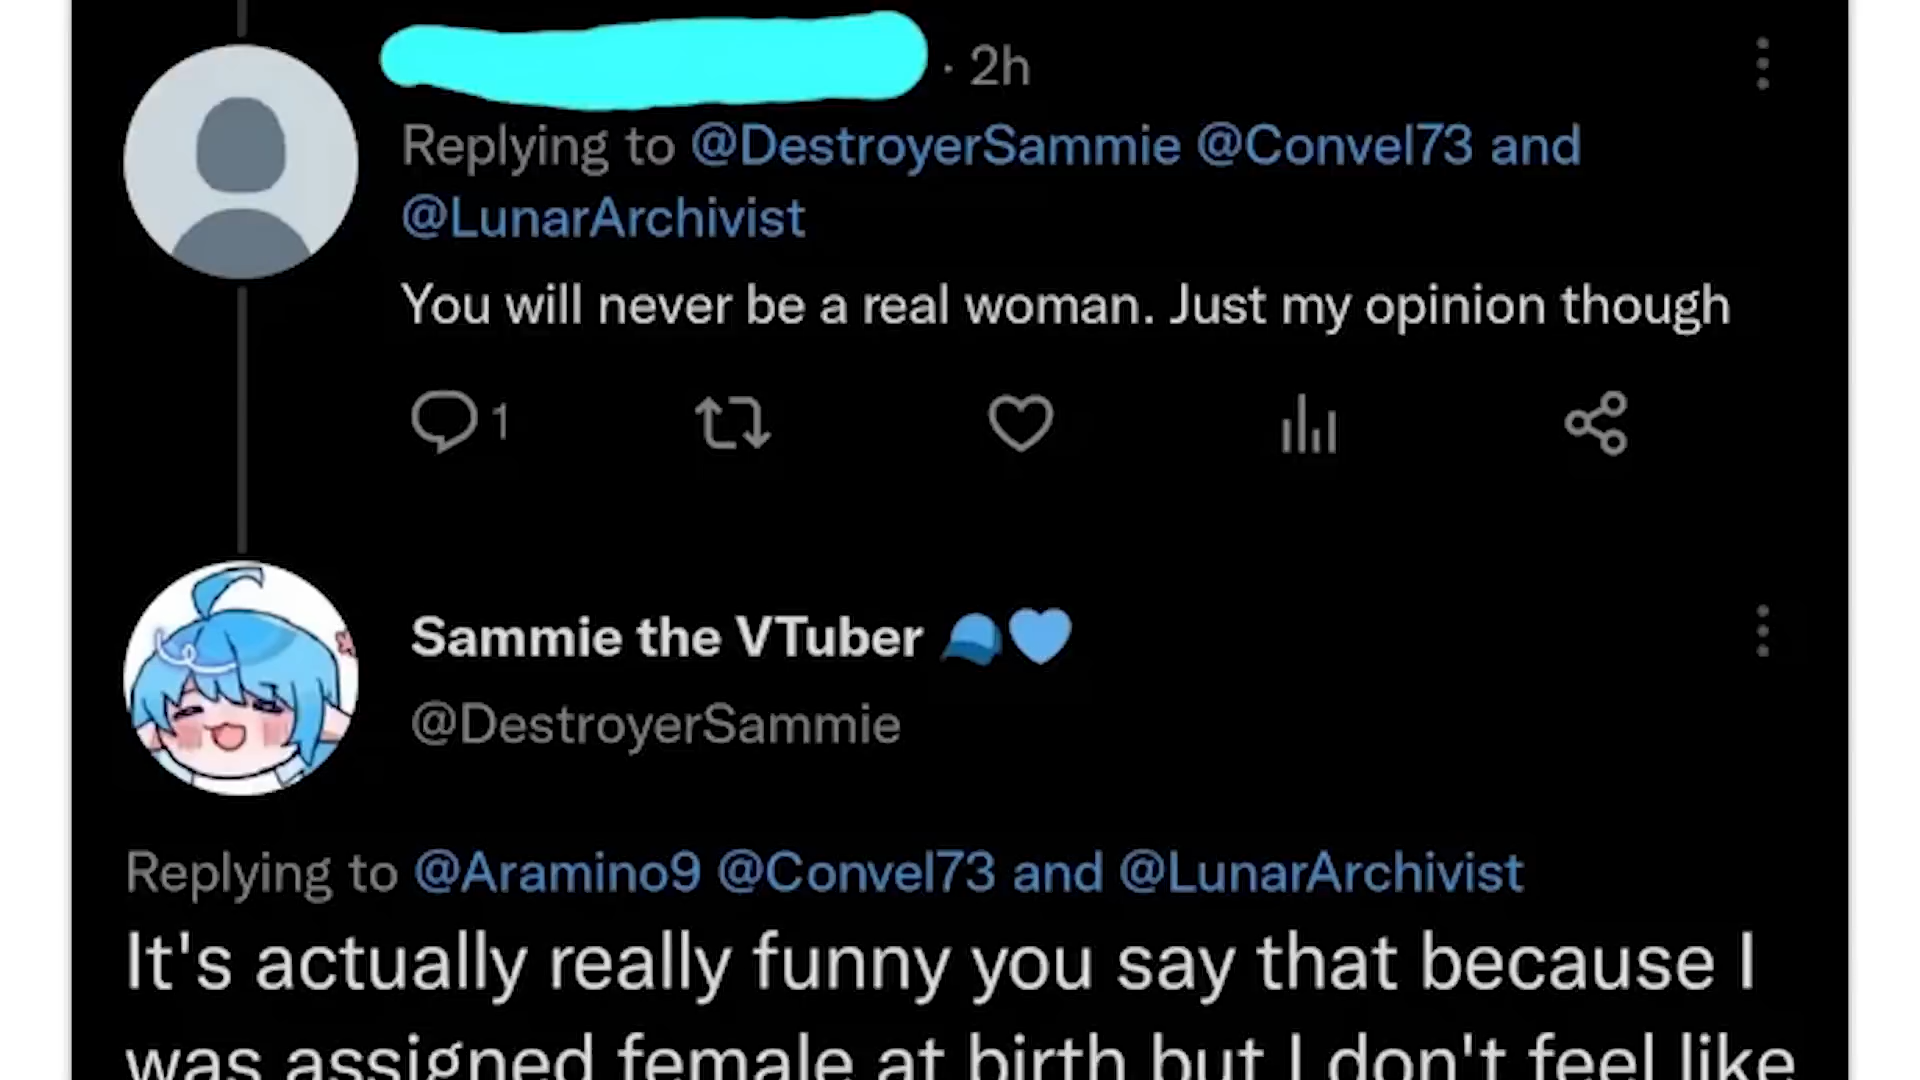 · 2h
Replying to @DestroyerSammie @Convel73 and
@LunarArchivist
You will never be a real woman. Just my opinion though
1
Sammie the VTuber 🧢💙
@DestroyerSammie
Replying to @Aramino9 @Convel73 and @LunarArchivist
It's actually really funny you say that because I
was assigned female at birth but I don't feel like